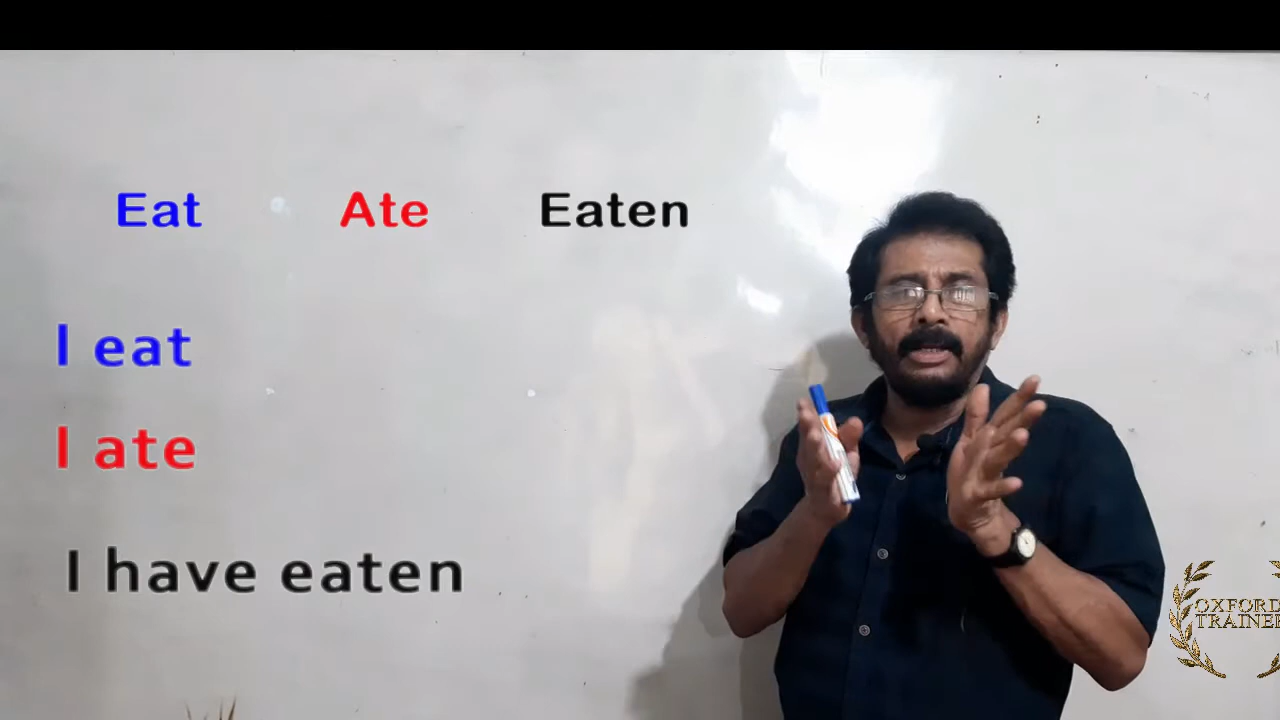 Eat Ate Eaten
I eat
I ate
I have eaten
OXFORD
TRAINER